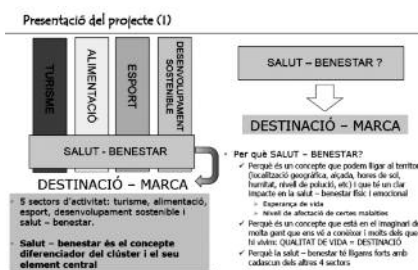 Presentació del projecte (I)
TURISME
ALIMENTACIÓ
ESPORT
DESENVOLUPAMENT
SOSTENIBLE
SALUT - BENESTAR
DESTINACIÓ – MARCA
5 sectors d'activitat: turisme, alimentació,
esport, desenvolupament sostenible i
salut – benestar.
Salut – benestar és el concepte
diferenciador del clúster i el seu
element central
SALUT – BENESTAR ?
DESTINACIÓ – MARCA
Per què SALUT – BENESTAR?
Perquè és un concepte que podem lligar al territori
(localització geogràfica, alçada, hores de sol,
humitat, nivell de polució, etc) i que té un clar
impacte en la salut – benestar físic i emocional
Esperança de vida
Nivell de afectació de certes malalties
Perquè és un concepte que està en el imaginari de
molta gent que ens vé a conèixer i molts dels que
hi vivim: QUALITAT DE VIDA = DESTINACIÓ
Perquè la salut – benestar té lligams forts amb
cadascun dels altres 4 sectors